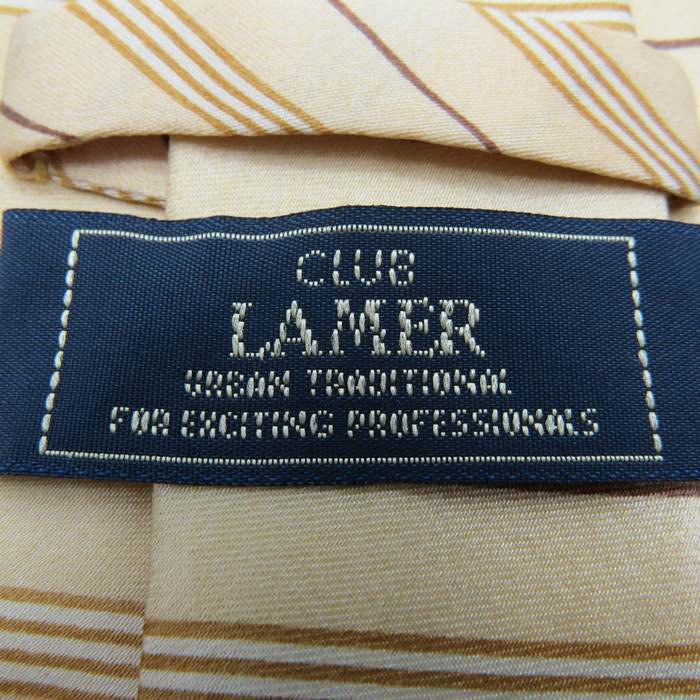 CLUB
LAMER
URBAN TRADITIONAL
FOR EXCITING PROFESSIONALS